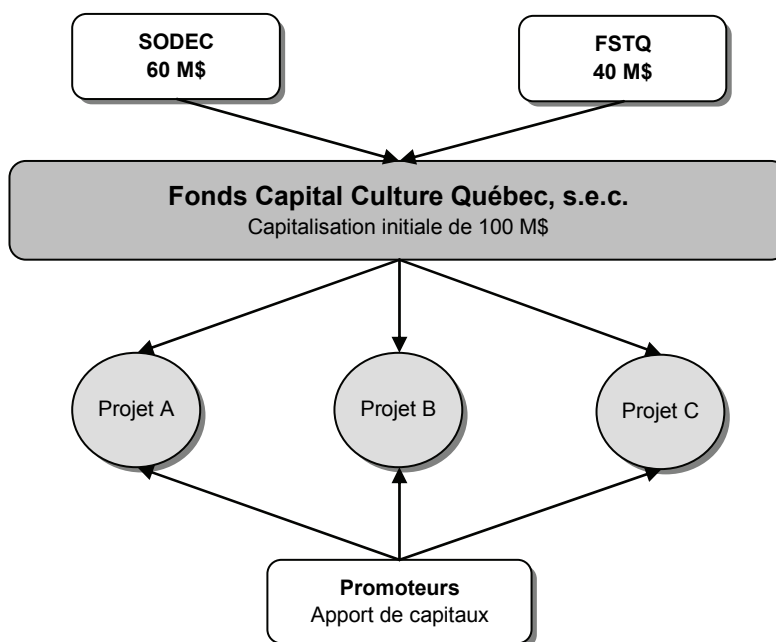 SODEC
60 M$
FSTQ
40 M$
Fonds Capital Culture Québec, s.e.c.
Capitalisation initiale de 100 M$
Projet A
Projet B
Projet C
Promoteurs
Apport de capitaux